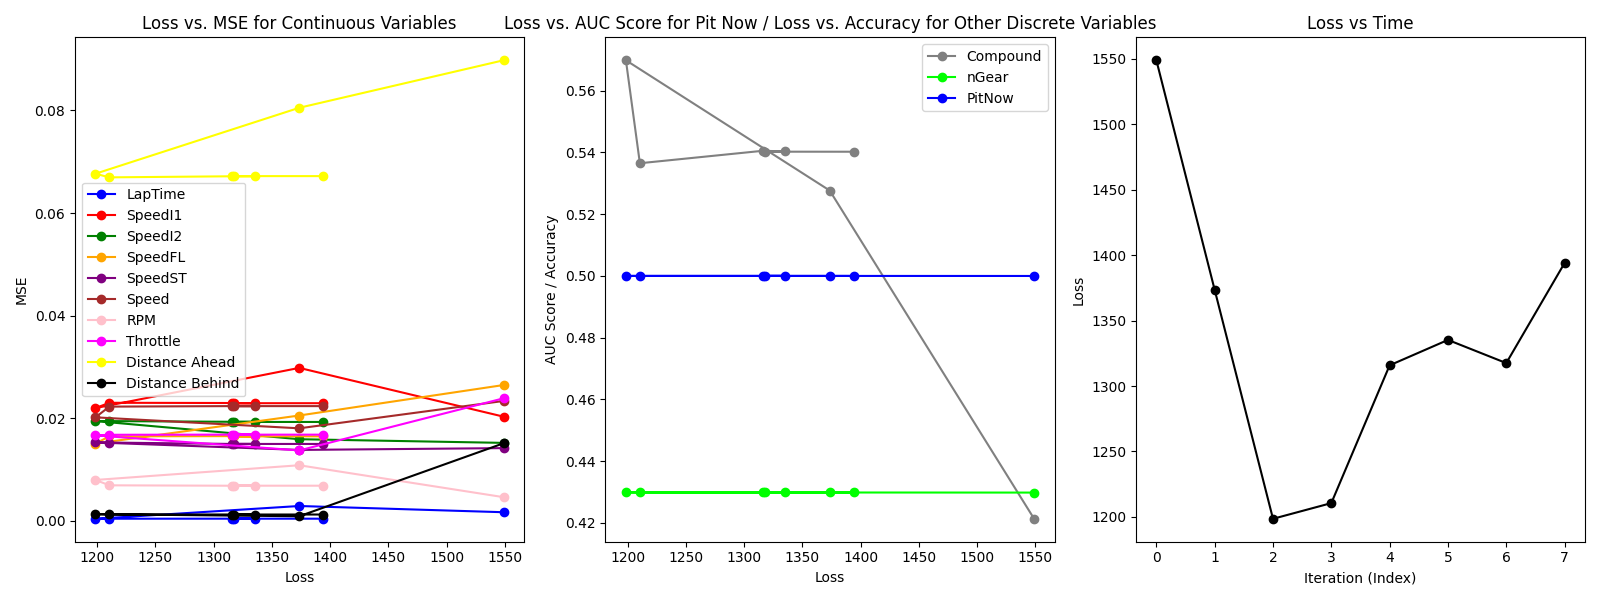 Loss vs. MSE for Continuous Variables
MSE
0.08
0.06
0.04
0.02
0.00
LapTime
SpeedI1
SpeedI2
SpeedFL
SpeedST
Speed
RPM
Throttle
Distance Ahead
Distance Behind
1200 1250 1300 1350 1400 1450 1500 1550
Loss
Loss vs. AUC Score for Pit Now / Loss vs. Accuracy for Other Discrete Variables
AUC Score / Accuracy
0.56
0.54
0.52
0.50
0.48
0.46
0.44
0.42
Compound
nGear
PitNow
1200 1250 1300 1350 1400 1450 1500 1550
Loss
Loss vs Time
Loss
1550
1500
1450
1400
1350
1300
1250
1200
0 1 2 3 4 5 6 7
Iteration (Index)